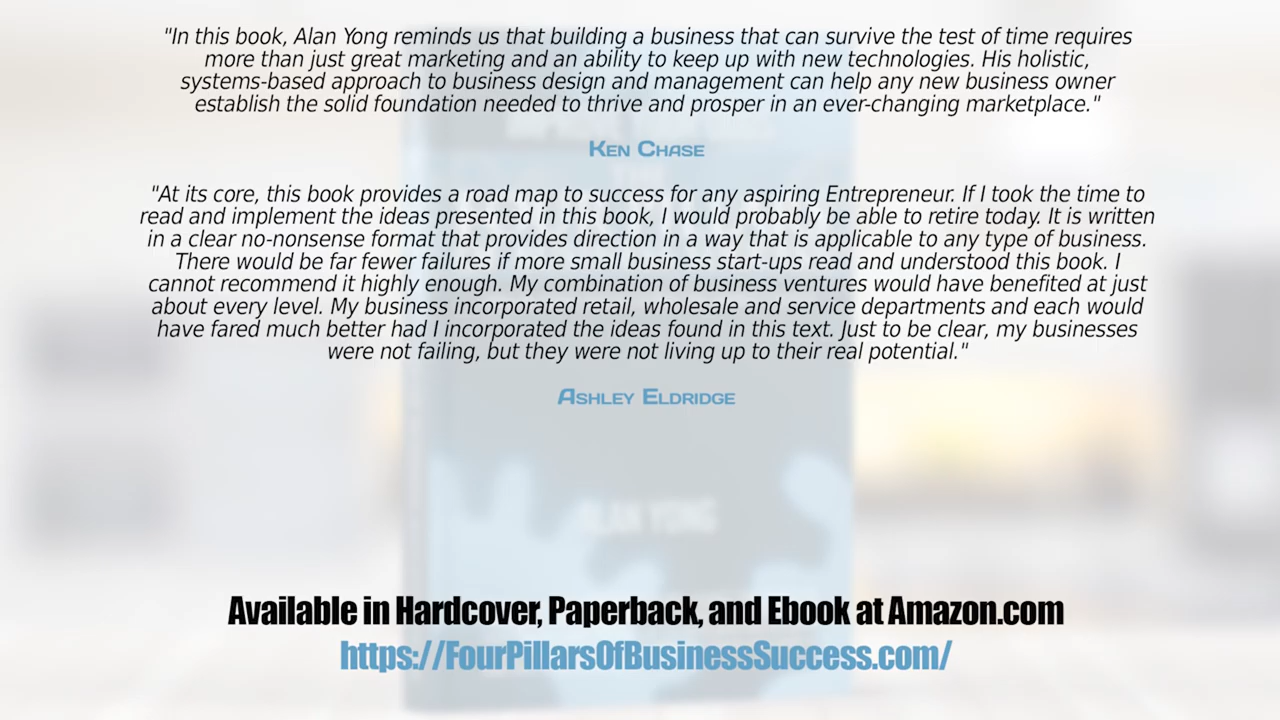 "In this book, Alan Yong reminds us that building a business that can survive the test of time requires
more than just great marketing and an ability to keep up with new technologies. His holistic,
systems-based approach to business design and management can help any new business owner
establish the solid foundation needed to thrive and prosper in an ever-changing marketplace."
Ken Chase
"At its core, this book provides a road map to success for any aspiring Entrepreneur. If I took the time to
read and implement the ideas presented in this book, I would probably be able to retire today. It is written
in a clear no-nonsense format that provides direction in a way that is applicable to any type of business.
There would be far fewer failures if more small business start-ups read and understood this book. I
cannot recommend it highly enough. My combination of business ventures would have benefited at just
about every level. My business incorporated retail, wholesale and service departments and each would
have fared much better had I incorporated the ideas found in this text. Just to be clear, my businesses
were not failing, but they were not living up to their real potential."
Ashley Eldridge
ALAN YONG
Available in Hardcover, Paperback, and Ebook at Amazon.com
https://FourPillarsOfBusinessSuccess.com/